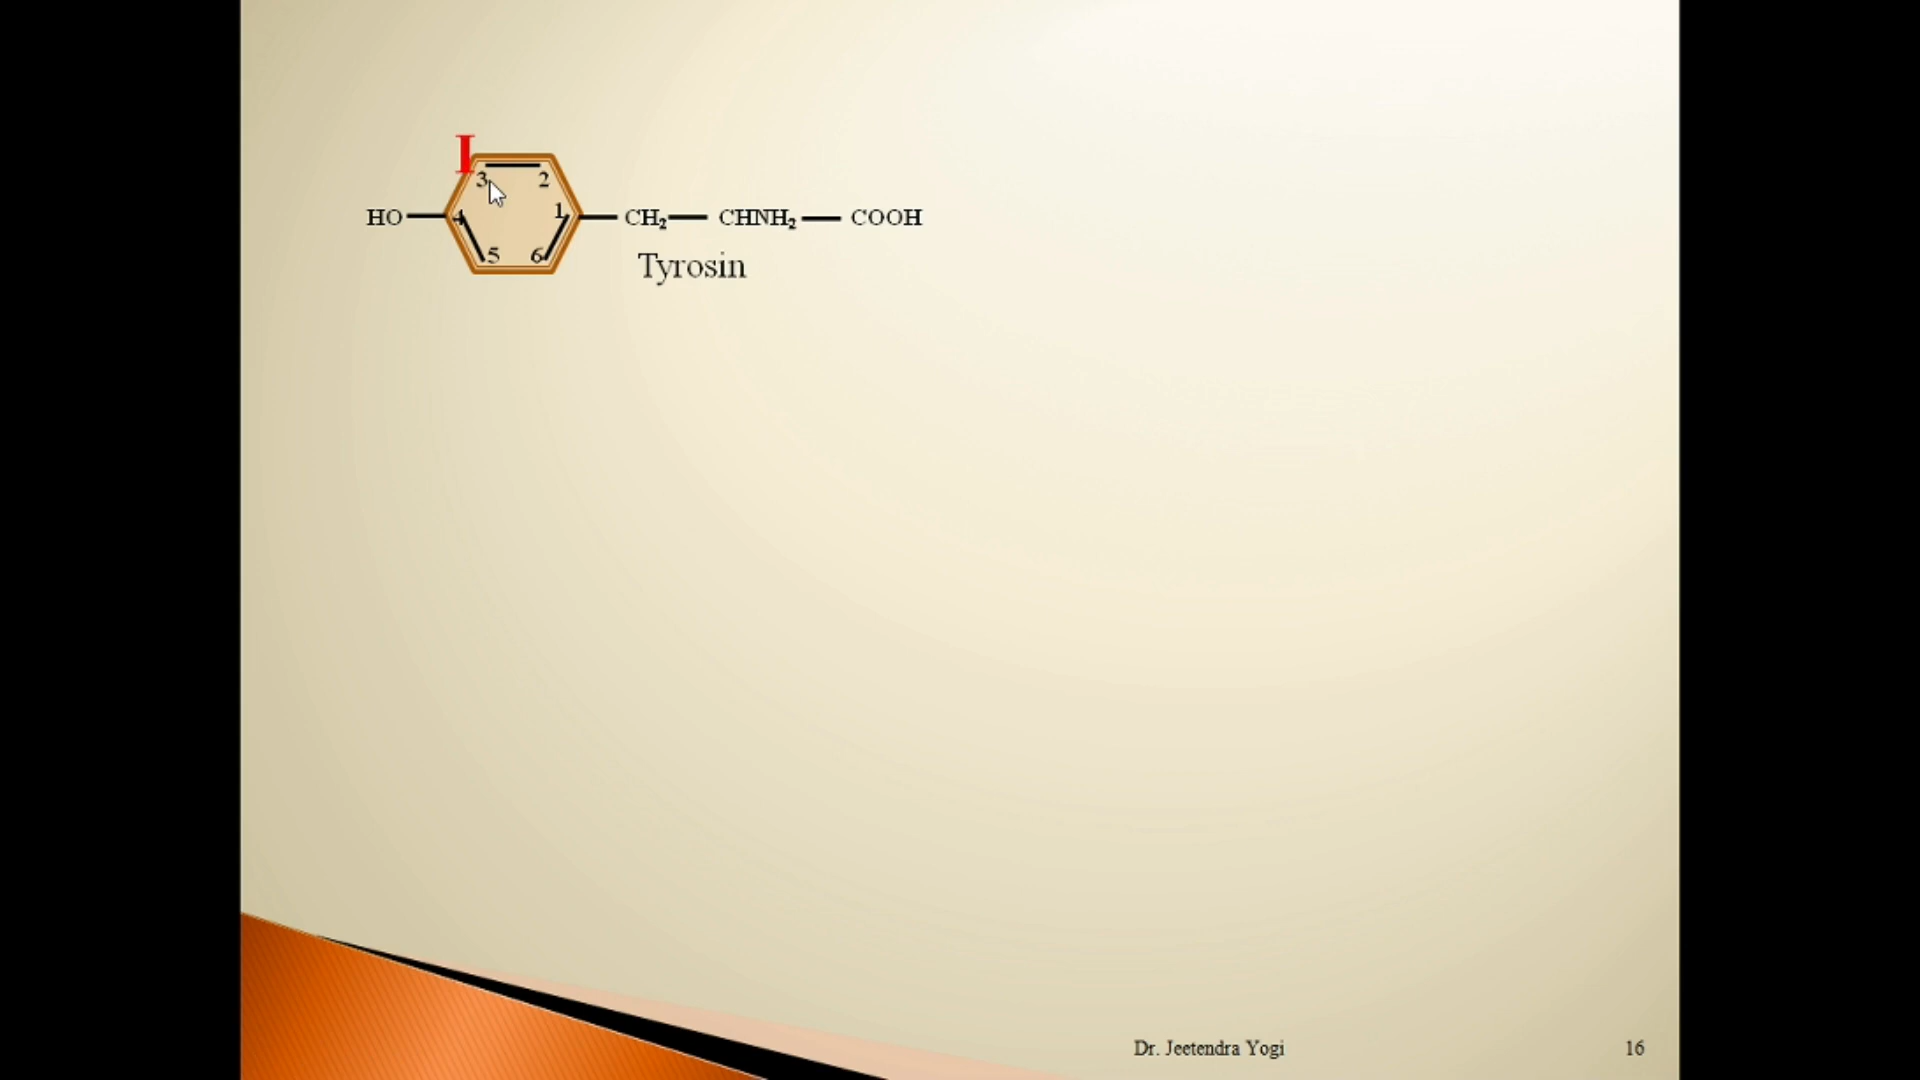 I
3 2
HO 4 1 CH₂ CHNH₂ COOH
5 6
Tyrosin
Dr. Jeetendra Yogi 16